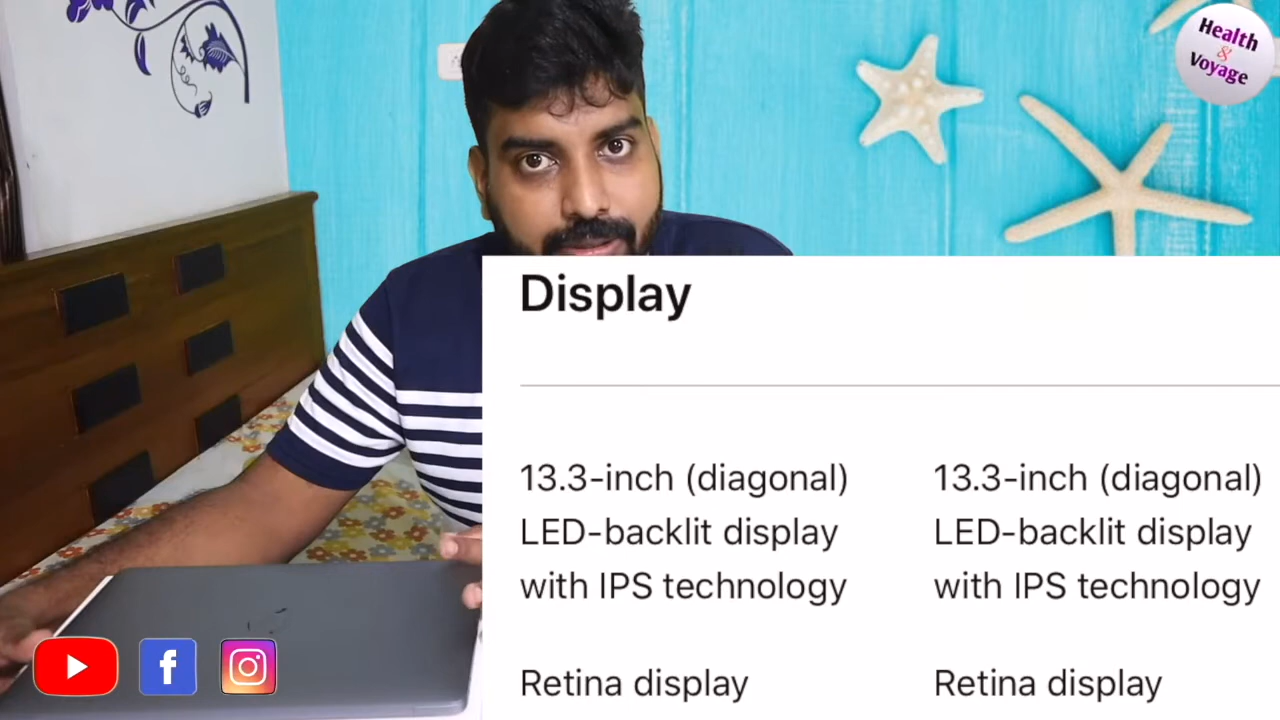 Health
&
Voyage
Display
13.3-inch (diagonal)
LED-backlit display
with IPS technology
Retina display
13.3-inch (diagonal)
LED-backlit display
with IPS technology
Retina display